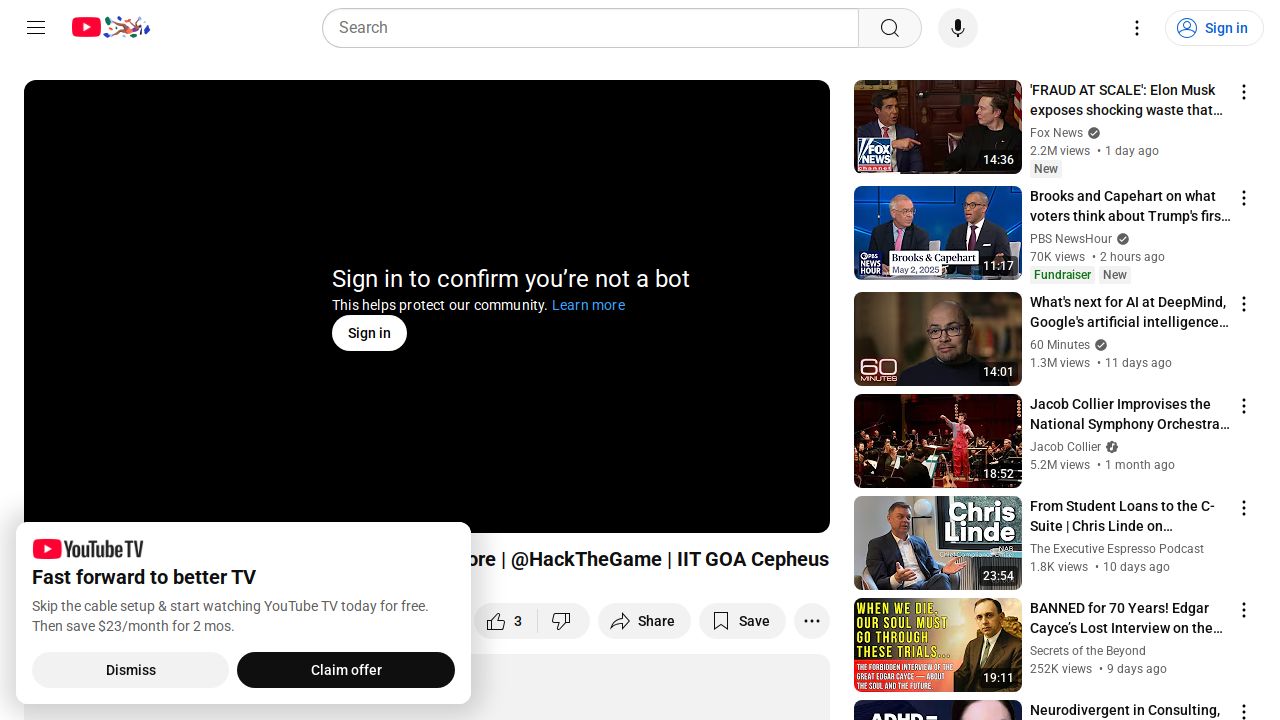 Search
Sign in
Sign in to confirm you’re not a bot
This helps protect our community. Learn more
Sign in
ore | @HackTheGame | IIT GOA Cepheus
3
Share
Save
YouTube TV
Fast forward to better TV
Skip the cable setup & start watching YouTube TV today for free.
Then save $23/month for 2 mos.
Dismiss
Claim offer
FOX
NEWS
channel
14:36
'FRAUD AT SCALE': Elon Musk
exposes shocking waste that…
Fox News
2.2M views • 1 day ago
New
PBS
NEWS
HOUR
Brooks & Capehart
May 2, 2025
11:17
Brooks and Capehart on what
voters think about Trump's firs…
PBS NewsHour
70K views • 2 hours ago
Fundraiser
New
60
MINUTES
14:01
What's next for AI at DeepMind,
Google's artificial intelligence…
60 Minutes
1.3M views • 11 days ago
18:52
Jacob Collier Improvises the
National Symphony Orchestra…
Jacob Collier
5.2M views • 1 month ago
Chris
Linde
NAB
Chief Compliance Officer
23:54
From Student Loans to the C-
Suite | Chris Linde on…
The Executive Espresso Podcast
1.8K views • 10 days ago
WHEN WE DIE,
OUR SOUL MUST
GO THROUGH
THESE TRIALS...
THE FORBIDDEN INTERVIEW OF THE
GREAT EDGAR CAYCE — ABOUT
THE SOUL AND THE FUTURE.
19:11
BANNED for 70 Years! Edgar
Cayce’s Lost Interview on the…
Secrets of the Beyond
252K views • 9 days ago
ADHD
Neurodivergent in Consulting,